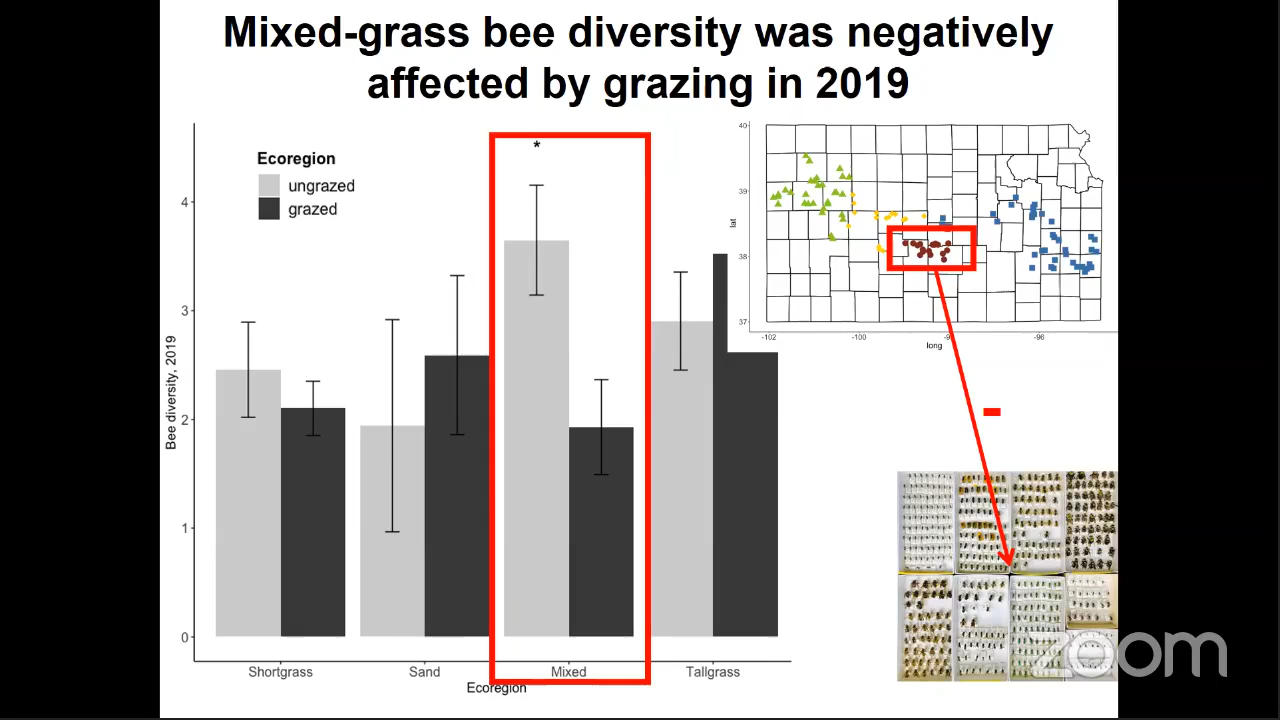 Mixed-grass bee diversity was negatively
affected by grazing in 2019
Ecoregion
ungrazed
grazed
*
4
3
2
1
0
Bee diversity, 2019
Shortgrass
Sand
Mixed
Tallgrass
Ecoregion
40
39
38
37
lat
-102
-100
-96
long
zoom